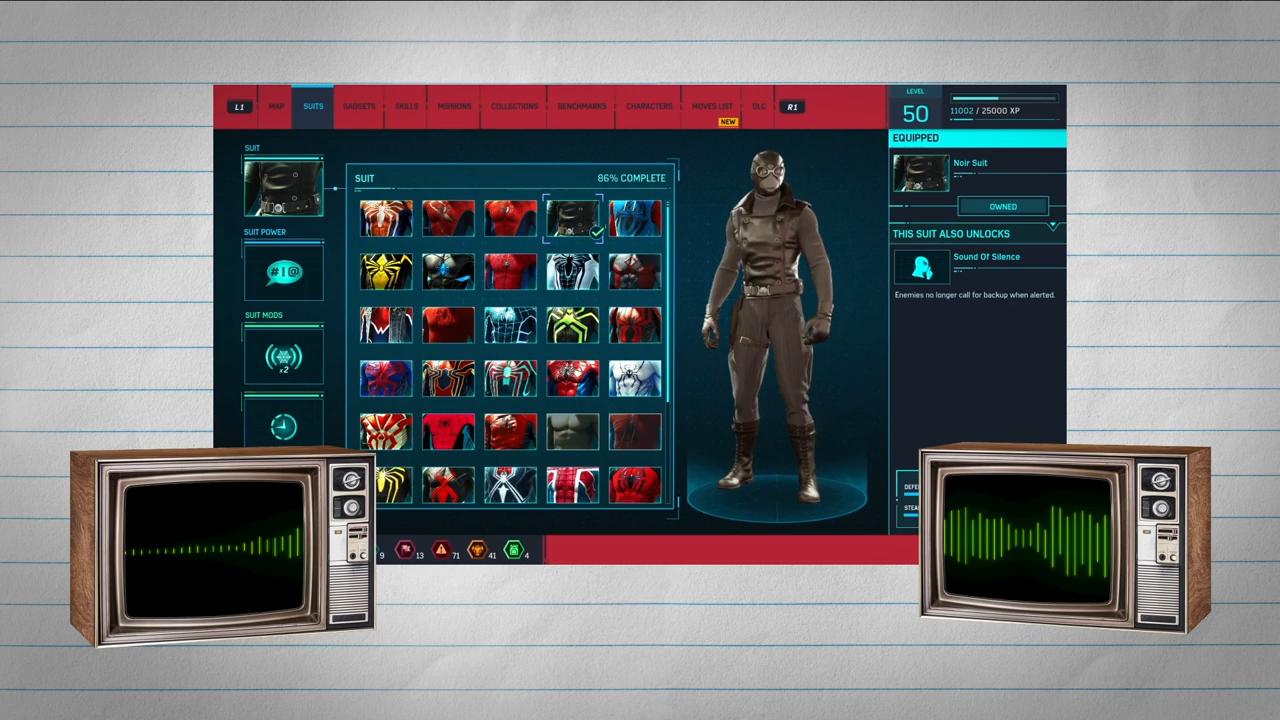 L1 MAP SUITS GADGETS SKILLS MISSIONS COLLECTIONS BENCHMARKS CHARACTERS MOVES LIST DLC R1
NEW
LEVEL
50
11002 / 25000 XP
EQUIPPED
Noir Suit
OWNED
THIS SUIT ALSO UNLOCKS
Sound Of Silence
Enemies no longer call for backup when alerted.
SUIT
SUIT POWER
#!@
SUIT MODS
x2
SUIT 86% COMPLETE
9 13 71 41 4